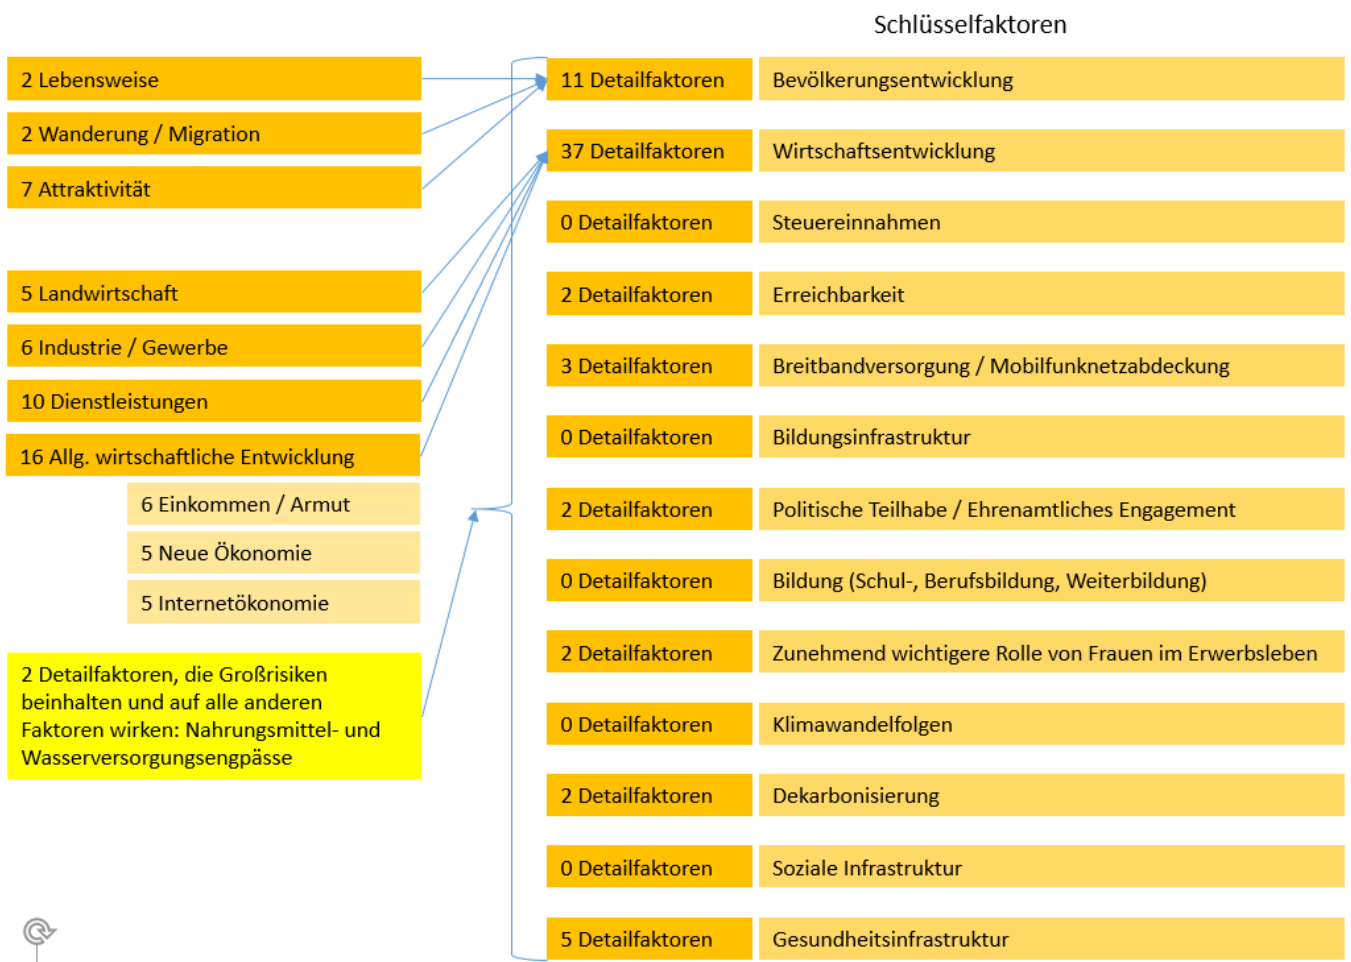 Schlüsselfaktoren
2 Lebensweise
2 Wanderung / Migration
7 Attraktivität
5 Landwirtschaft
6 Industrie / Gewerbe
10 Dienstleistungen
16 Allg. wirtschaftliche Entwicklung
6 Einkommen / Armut
5 Neue Ökonomie
5 Internetökonomie
2 Detailfaktoren, die Großrisiken
beinhalten und auf alle anderen
Faktoren wirken: Nahrungsmittel- und
Wasserversorgungsengpässe
11 Detailfaktoren Bevölkerungsentwicklung
37 Detailfaktoren Wirtschaftsentwicklung
0 Detailfaktoren Steuereinnahmen
2 Detailfaktoren Erreichbarkeit
3 Detailfaktoren Breitbandversorgung / Mobilfunknetzabdeckung
0 Detailfaktoren Bildungsinfrastruktur
2 Detailfaktoren Politische Teilhabe / Ehrenamtliches Engagement
0 Detailfaktoren Bildung (Schul-, Berufsbildung, Weiterbildung)
2 Detailfaktoren Zunehmend wichtigere Rolle von Frauen im Erwerbsleben
0 Detailfaktoren Klimawandelfolgen
2 Detailfaktoren Dekarbonisierung
0 Detailfaktoren Soziale Infrastruktur
5 Detailfaktoren Gesundheitsinfrastruktur